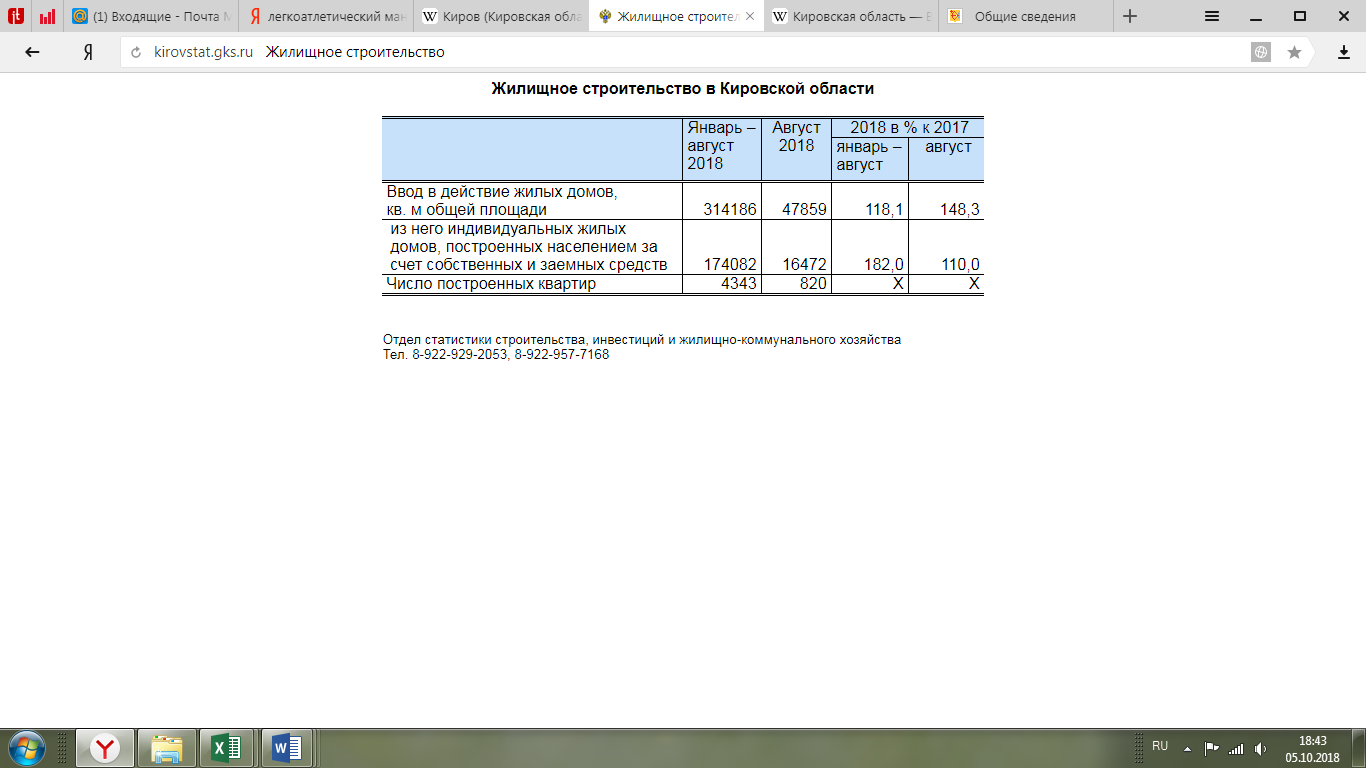 (1) Входящие - Почта M
легкоатлетический ман
Киров (Кировская обла
Жилищное строител
Кировская область — В
Общие сведения
kirovstat.gks.ru Жилищное строительство
Жилищное строительство в Кировской области
Январь –
август
2018
Август
2018
2018 в % к 2017
январь –
август
август
Ввод в действие жилых домов,
кв. м общей площади 314186 47859 118,1 148,3
из него индивидуальных жилых
домов, построенных населением за
счет собственных и заемных средств 174082 16472 182,0 110,0
Число построенных квартир 4343 820 X X
Отдел статистики строительства, инвестиций и жилищно-коммунального хозяйства
Тел. 8-922-929-2053, 8-922-957-7168
RU
18:43
05.10.2018